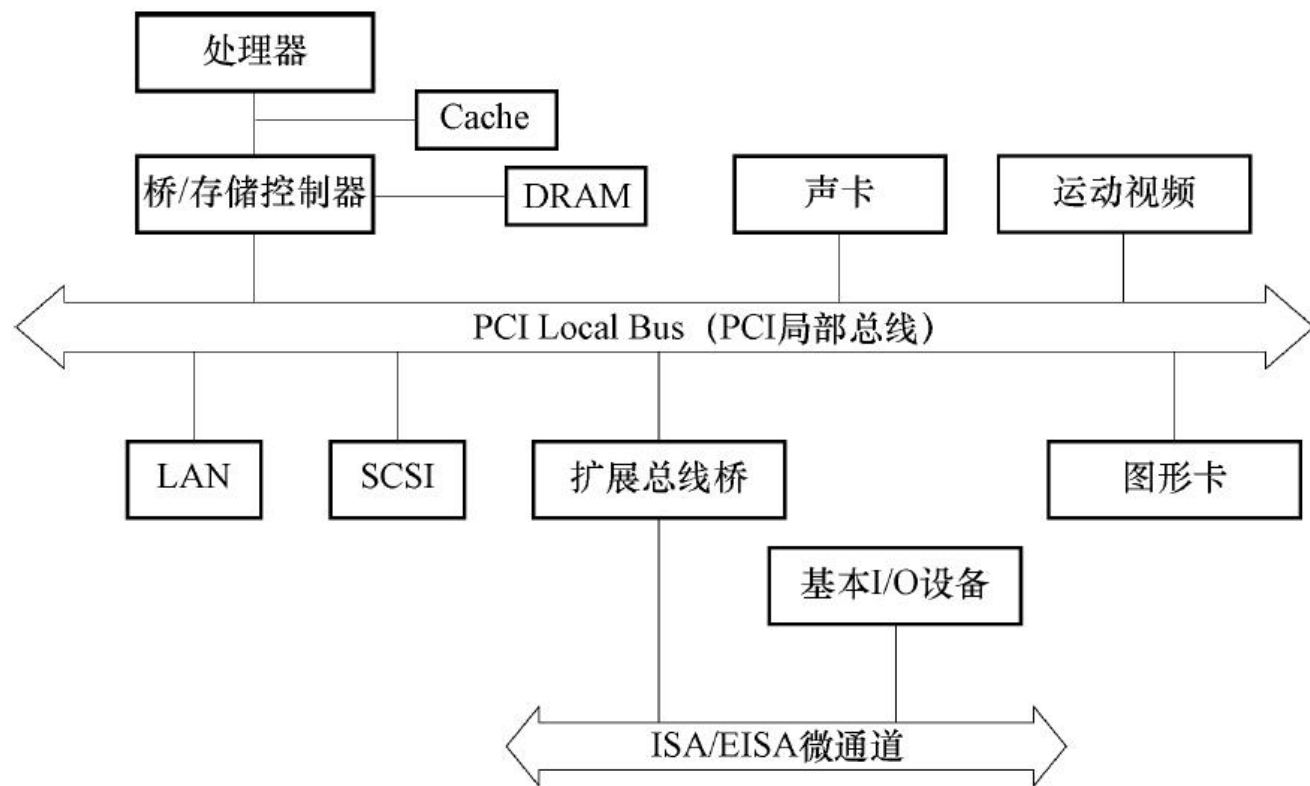 处理器
Cache
桥/存储控制器
DRAM
声卡
运动视频
PCI Local Bus（PCI局部总线）
LAN
SCSI
扩展总线桥
图形卡
基本I/O设备
ISA/EISA微通道